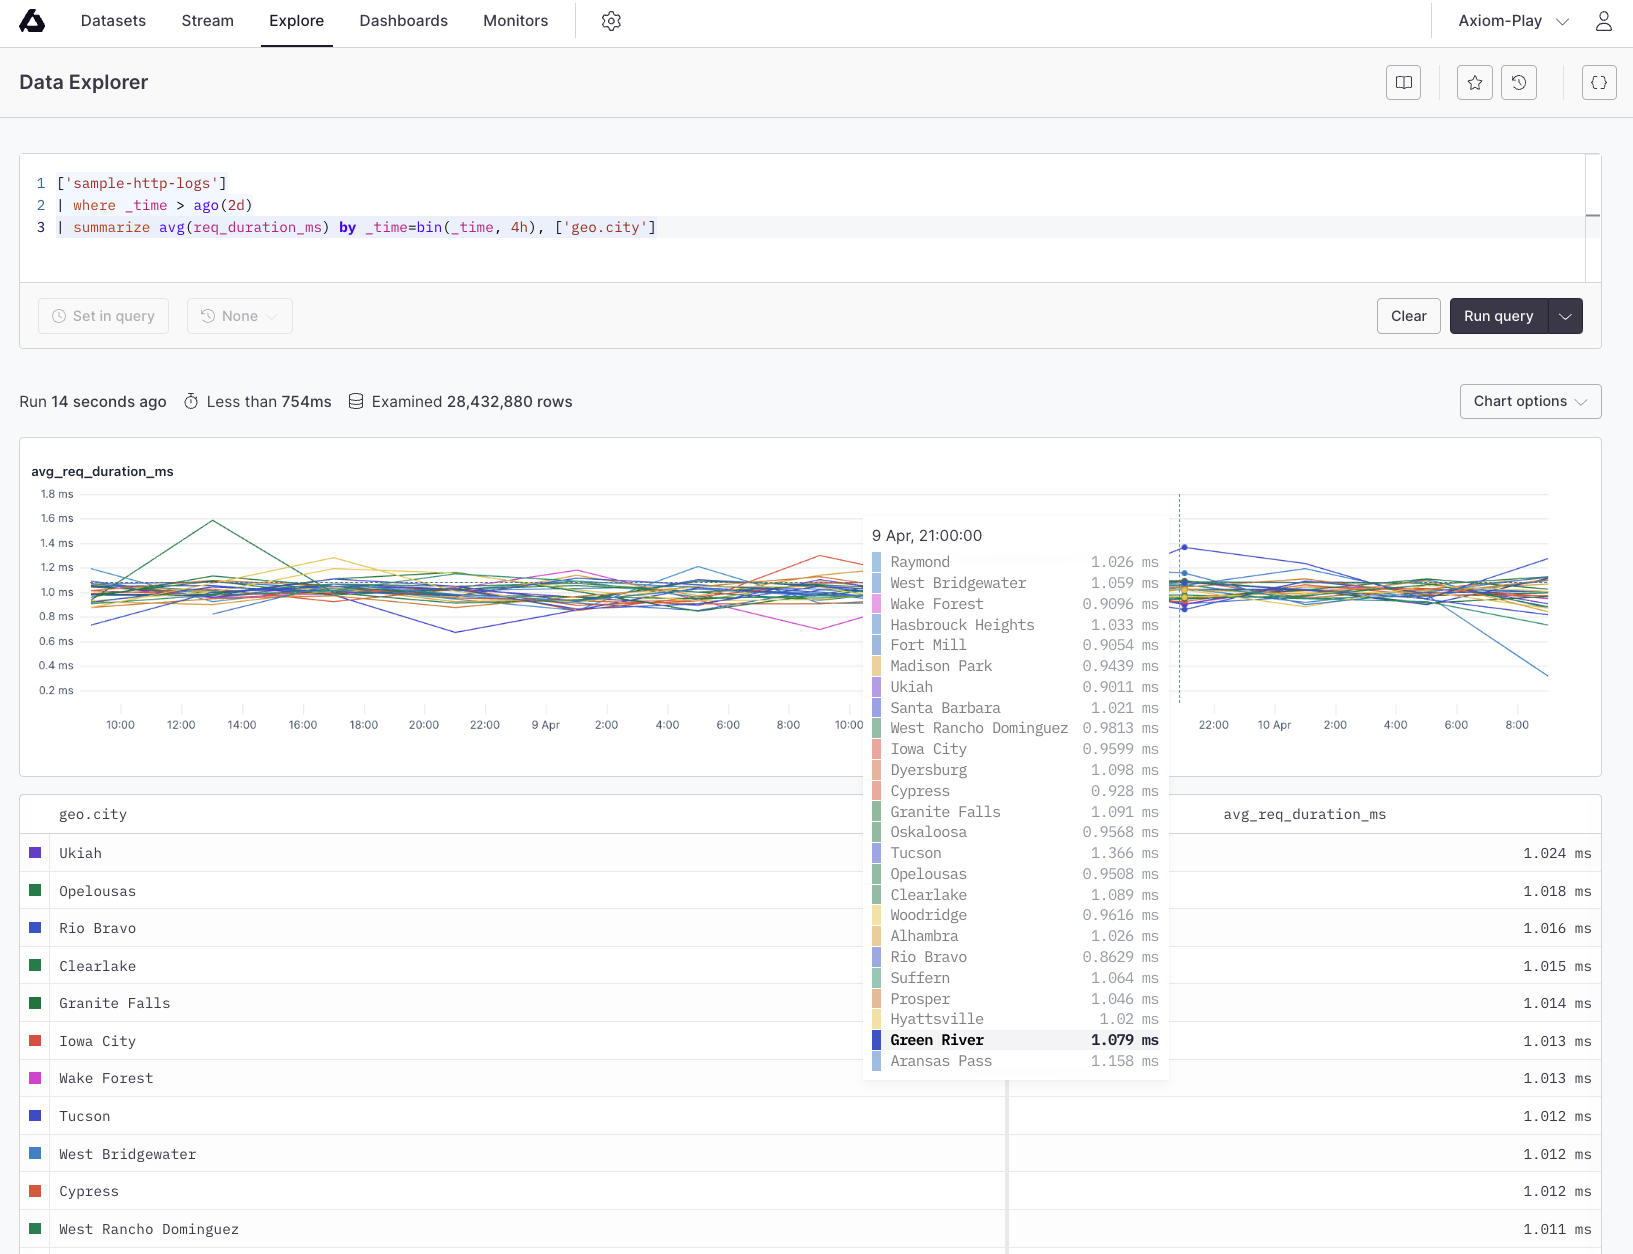 Datasets Stream Explore Dashboards Monitors Axiom-Play
Data Explorer
1 ['sample-http-logs']
2 | where _time > ago(2d)
3 | summarize avg(req_duration_ms) by _time=bin(_time, 4h), ['geo.city']
Set in query None Clear Run query
Run 14 seconds ago Less than 754ms Examined 28,432,880 rows Chart options
avg_req_duration_ms
1.8 ms
1.6 ms
1.4 ms
1.2 ms
1.0 ms
0.8 ms
0.6 ms
0.4 ms
0.2 ms
10:00 12:00 14:00 16:00 18:00 20:00 22:00 9 Apr 2:00 4:00 6:00 8:00 10:00 22:00 10 Apr 2:00 4:00 6:00 8:00
9 Apr, 21:00:00
Raymond 1.026 ms
West Bridgewater 1.059 ms
Wake Forest 0.9096 ms
Hasbrouck Heights 1.033 ms
Fort Mill 0.9054 ms
Madison Park 0.9439 ms
Ukiah 0.9011 ms
Santa Barbara 1.021 ms
West Rancho Dominguez 0.9813 ms
Iowa City 0.9599 ms
Dyersburg 1.098 ms
Cypress 0.928 ms
Granite Falls 1.091 ms
Oskaloosa 0.9568 ms
Tucson 1.366 ms
Opelousas 0.9508 ms
Clearlake 1.089 ms
Woodridge 0.9616 ms
Alhambra 1.026 ms
Rio Bravo 0.8629 ms
Suffern 1.064 ms
Prosper 1.046 ms
Hyattsville 1.02 ms
Green River 1.079 ms
Aransas Pass 1.158 ms
geo.city avg_req_duration_ms
Ukiah 1.024 ms
Opelousas 1.018 ms
Rio Bravo 1.016 ms
Clearlake 1.015 ms
Granite Falls 1.014 ms
Iowa City 1.013 ms
Wake Forest 1.013 ms
Tucson 1.012 ms
West Bridgewater 1.012 ms
Cypress 1.012 ms
West Rancho Dominguez 1.011 ms